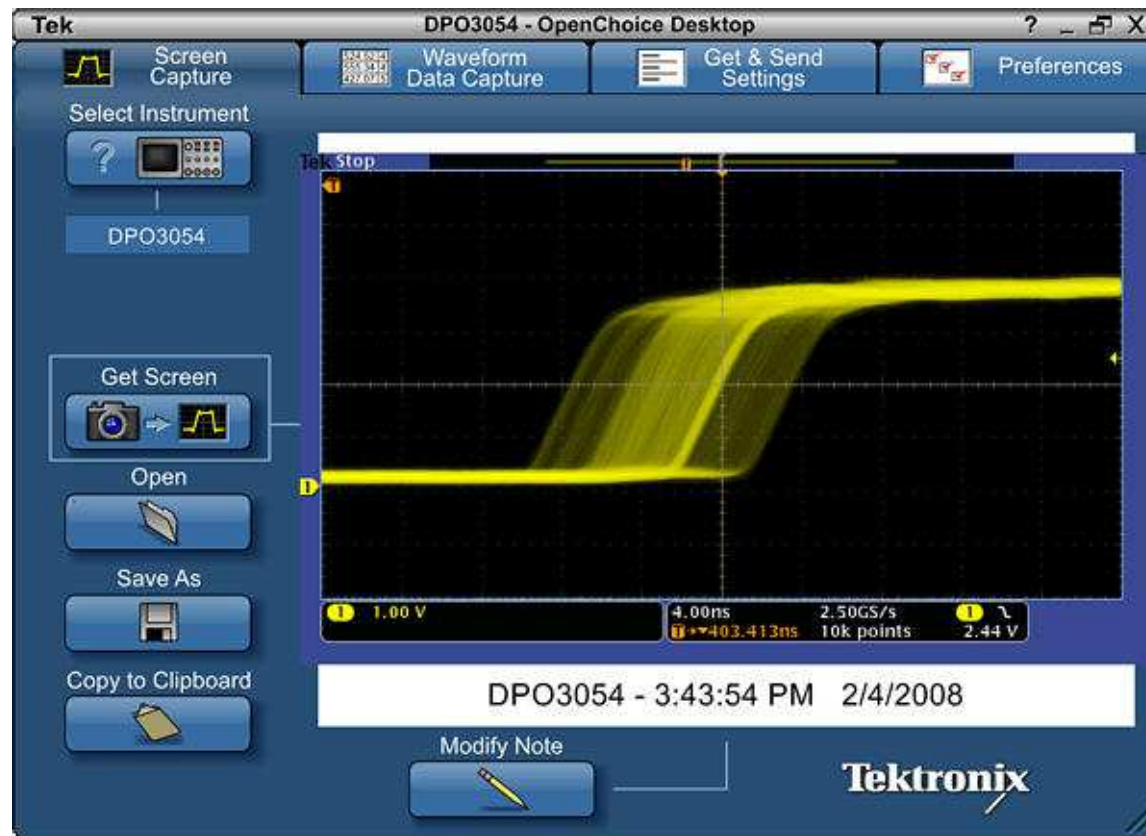 Tek
DPO3054 - OpenChoice Desktop
?
Screen
Capture
Waveform
Data Capture
Get & Send
Settings
Preferences
Select Instrument
DPO3054
Get Screen
Open
Save As
Copy to Clipboard
Tek Stop
1
1.00 V
4.00ns 2.50GS/s 1
403.413ns 10k points 2.44 V
DPO3054 - 3:43:54 PM 2/4/2008
Modify Note
Tektronix